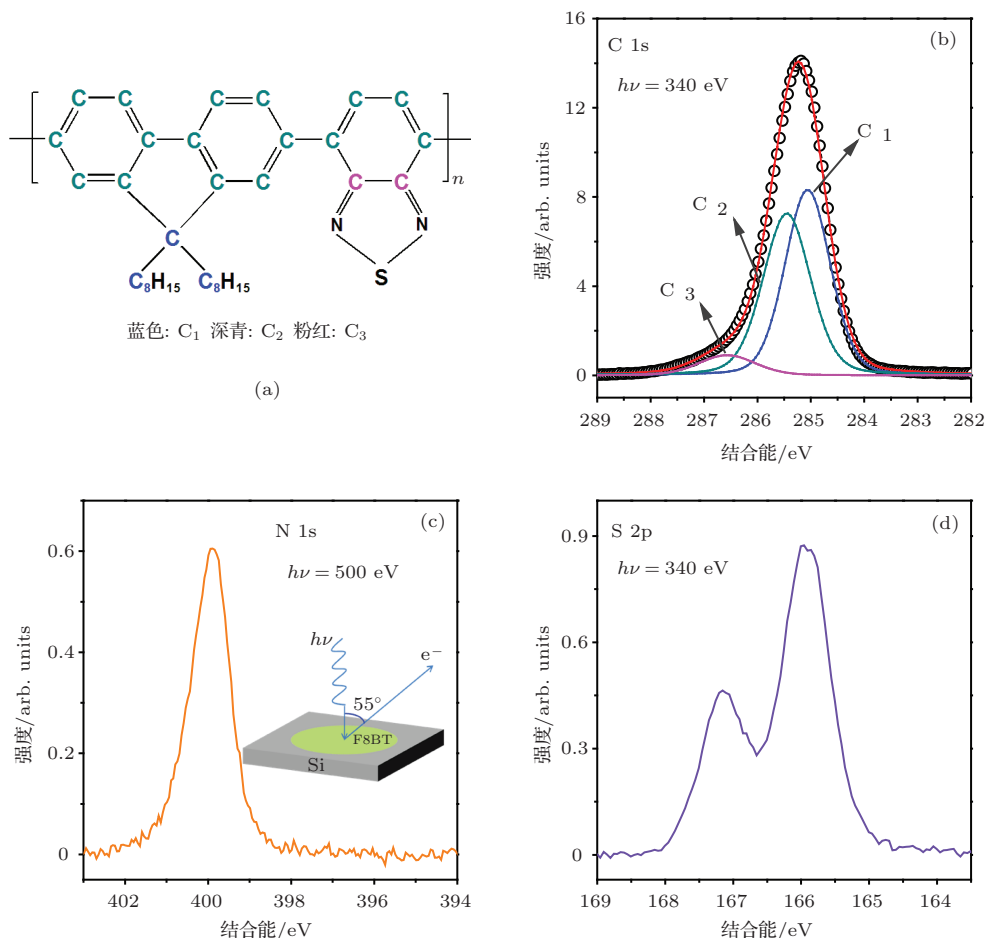 C C C C C C
C C C C C C C C
C C C C C C
n
N N
C
S
C₈H₁₅ C₈H₁₅
蓝色: C₁ 深青: C₂ 粉红: C₃
(a)
C 1s
(b)
hν = 340 eV
C 1
C 2
C 3
强度/arb. units
16
12
8
4
0
289 288 287 286 285 284 283 282
结合能/eV
N 1s
(c)
hν = 500 eV
hν
e⁻
55°
F8BT
Si
强度/arb. units
0.6
0.4
0.2
0
402 400 398 396 394
结合能/eV
S 2p
(d)
hν = 340 eV
强度/arb. units
0.9
0.6
0.3
0
169 168 167 166 165 164
结合能/eV